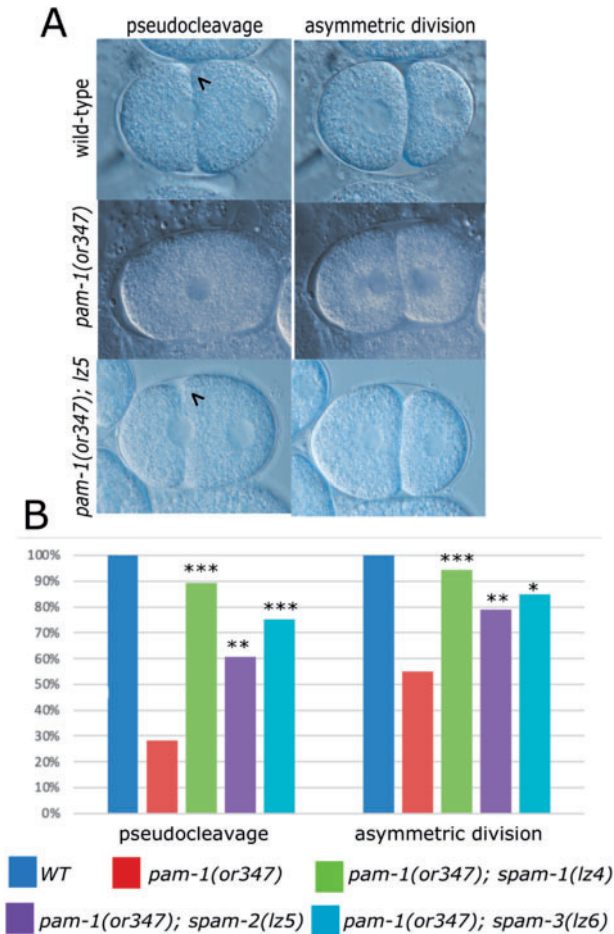 A
pseudocleavage asymmetric division
wild-type
<
pam-1(or347)
pam-1(or347); lz5
<
B
100%
90%
80%
70%
60%
50%
40%
30%
20%
10%
0%
***
**
***
***
**
*
pseudocleavage asymmetric division
WT pam-1(or347) pam-1(or347); spam-1(lz4)
pam-1(or347); spam-2(lz5) pam-1(or347); spam-3(lz6)